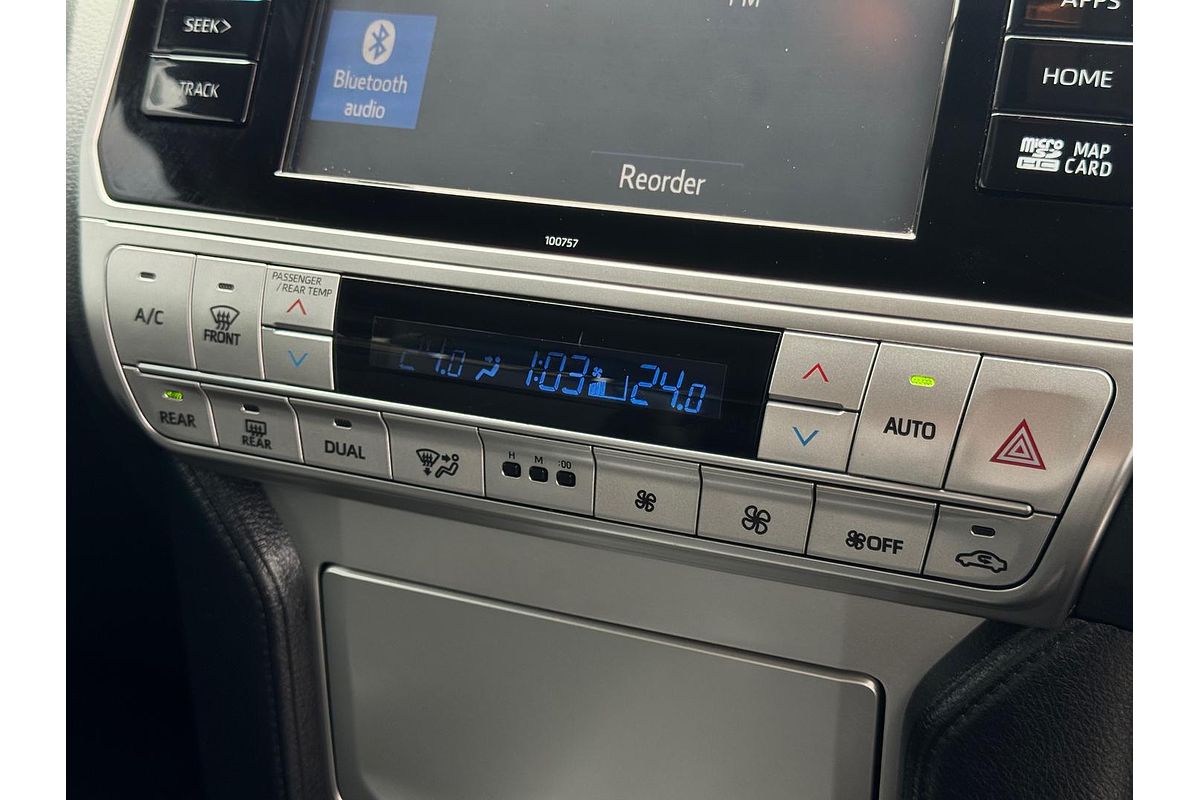 SEEK>
TRACK
Bluetooth
audio
PM
Reorder
APPS
HOME
micro
SD
HC
MAP
CARD
100757
A/C
FRONT
PASSENGER
/REAR TEMP
24.0
1:03
24.0
AUTO
REAR
REAR
DUAL
H M :00
OFF